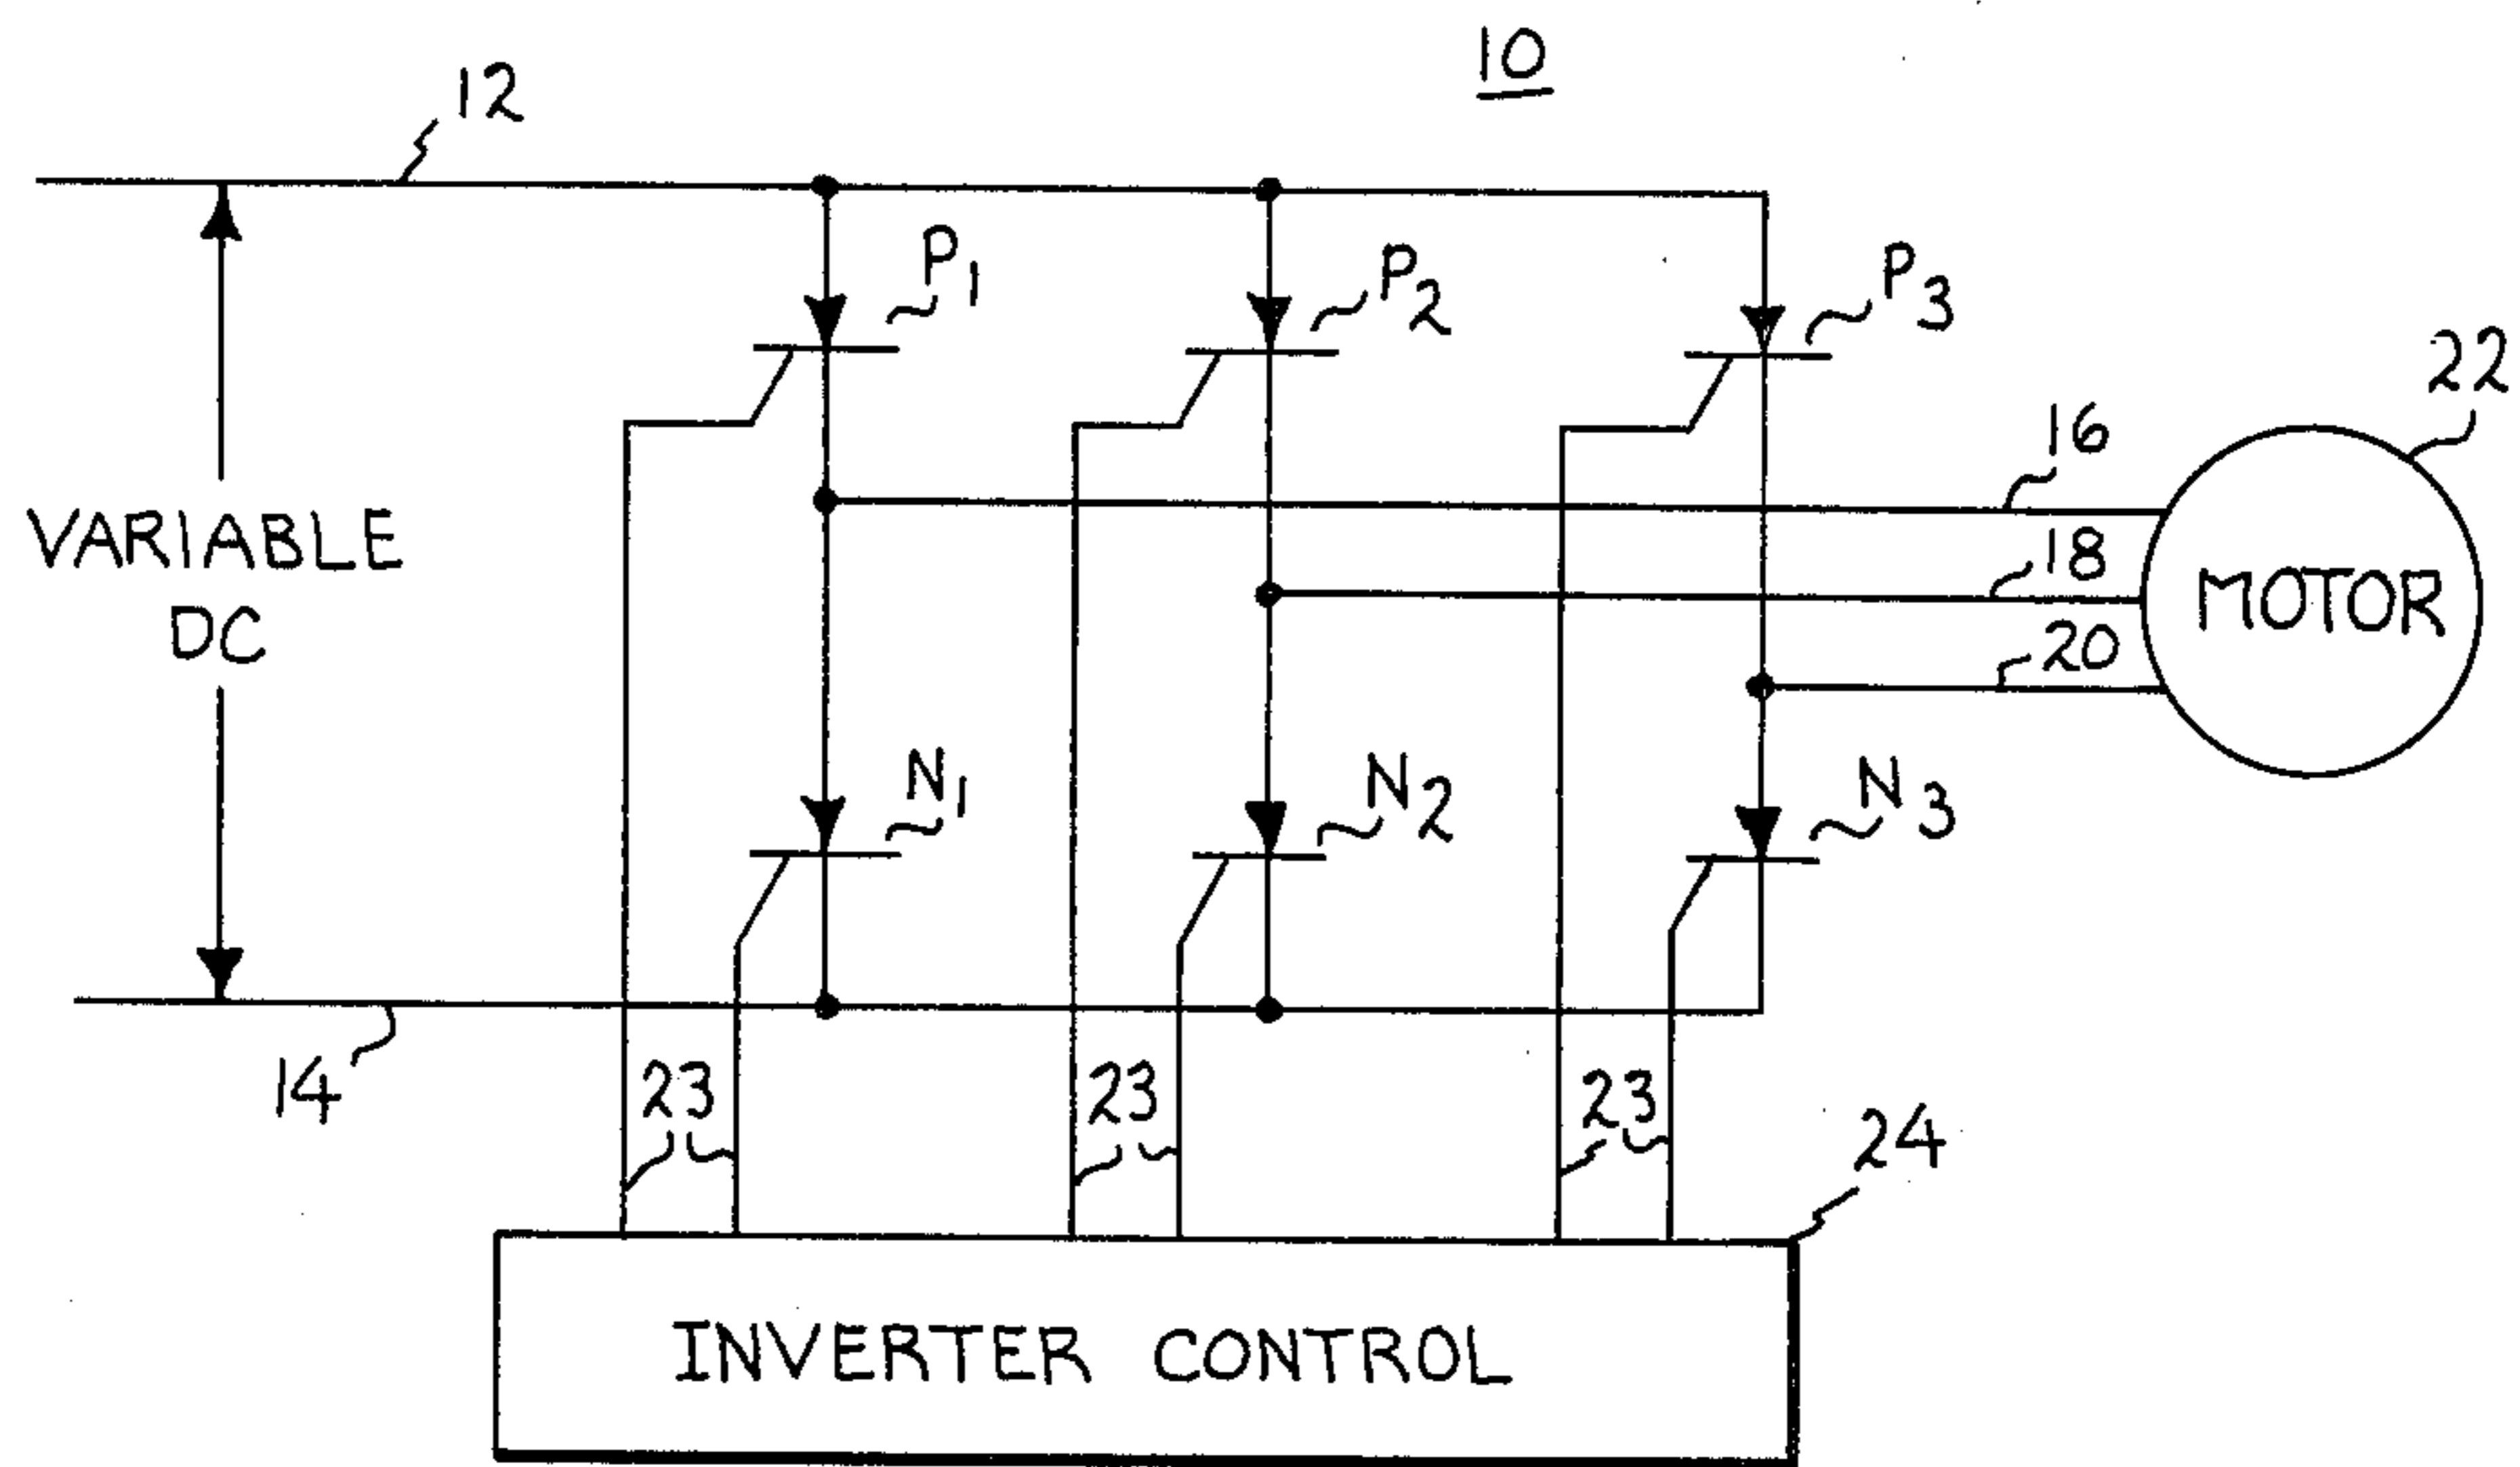 10
12
P1
P2
P3
22
16
VARIABLE
DC
18
MOTOR
20
N1
N2
N3
14
23
23
23
24
INVERTER CONTROL